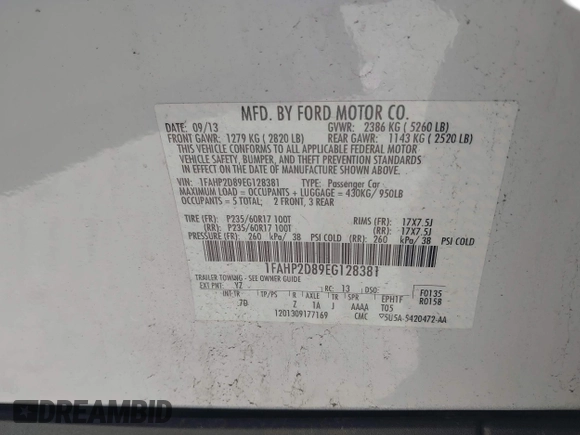 MFD. BY FORD MOTOR CO.
DATE: 09/13 GVWR: 2386 KG ( 5260 LB)
FRONT GAWR: 1279 KG ( 2820 LB) REAR GAWR: 1143 KG ( 2520 LB)
THIS VEHICLE CONFORMS TO ALL APPLICABLE FEDERAL MOTOR
VEHICLE SAFETY, BUMPER, AND THEFT PREVENTION STANDARDS
IN EFFECT ON THE DATE OF MANUFACTURE SHOWN ABOVE.
VIN: 1FAHP2D89EG128381 TYPE: Passenger Car
MAXIMUM LOAD = OCCUPANTS + LUGGAGE = 430KG/ 950LB
OCCUPANTS = 5 TOTAL; 2 FRONT, 3 REAR
TIRE (FR): P235/60R17 100T RIMS (FR): 17X7.5J
(RR): P235/60R17 100T (RR): 17X7.5J
PRESSURE (FR): 260 kPa/ 38 PSI COLD (RR): 260 kPa/ 38 PSI COLD
1FAHP2D89EG128381
TRAILER TOWING - SEE OWNER GUIDE
EXT PNT: YZ RC: 13 DSO: F0135
INT TR TP/PS R AXLE TR SPR EPH1F R0158
7B Z 1A J AAAA T05
1201309177169 CMC 5U5A-5420472-AA
DREAMBID